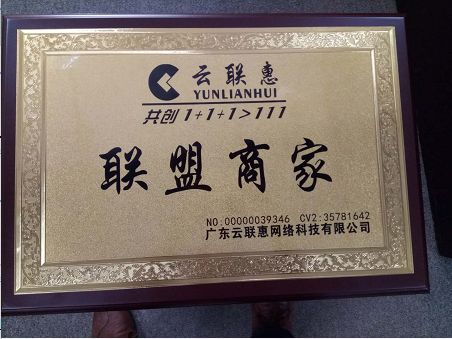 云联惠
YUNLIANHUI
共创1+1+1>111
联盟商家
NO:00000039346 CV2:35781642
广东云联惠网络科技有限公司